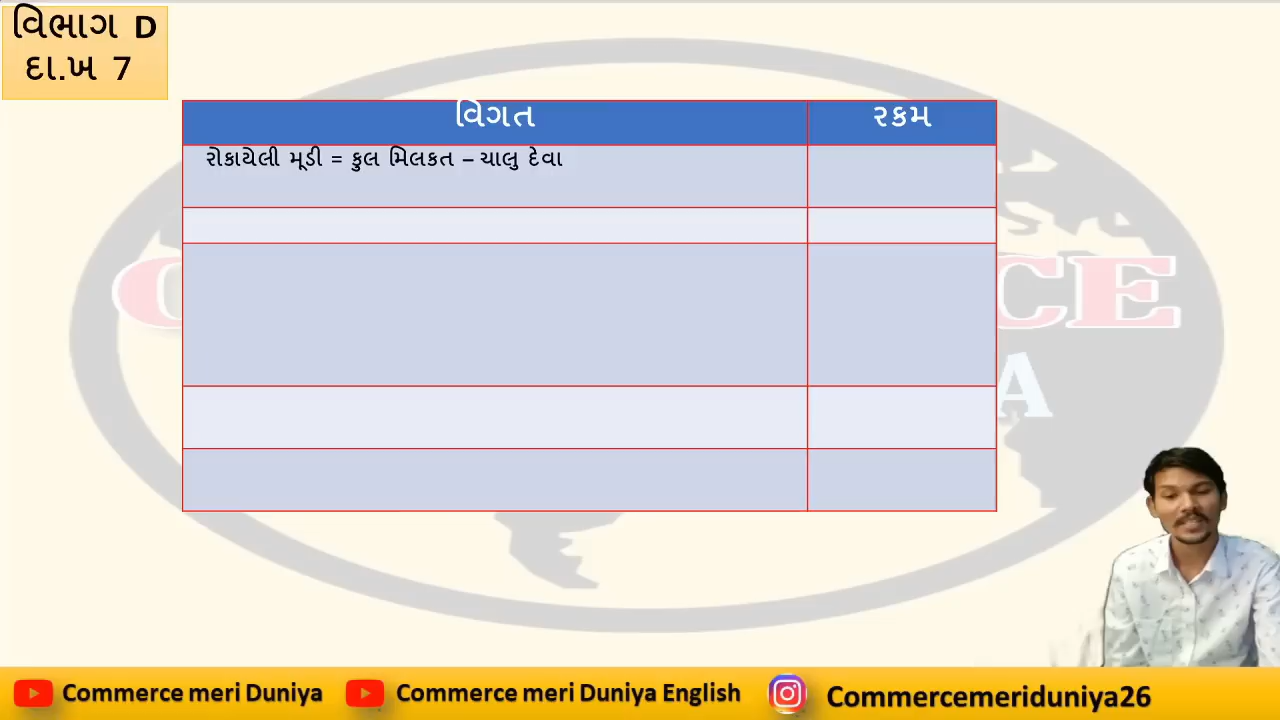 વિભાગ D
દા.ખ 7
વિગત
રકમ
રોકાયેલી મૂડી = કુલ મિલકત – ચાલુ દેવા
Commerce meri Duniya
Commerce meri Duniya English
Commercemeriduniya26